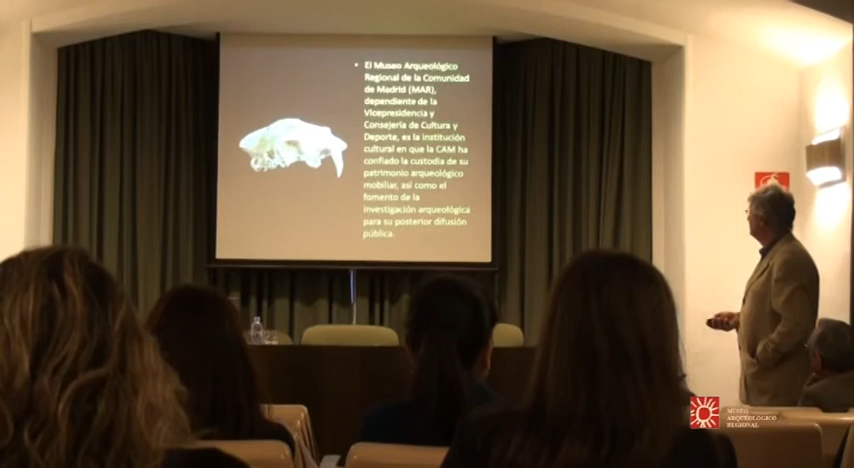 • El Museo Arqueológico
Regional de la Comunidad
de Madrid (MAR),
dependiente de la
Vicepresidencia y
Consejería de Cultura y
Deporte, es la institución
cultural en que la CAM ha
confiado la custodia de su
patrimonio arqueológico
mobiliar, así como el
fomento de la
investigación arqueológica
para su posterior difusión
pública.
MUSEO
ARQUEOLÓGICO
REGIONAL